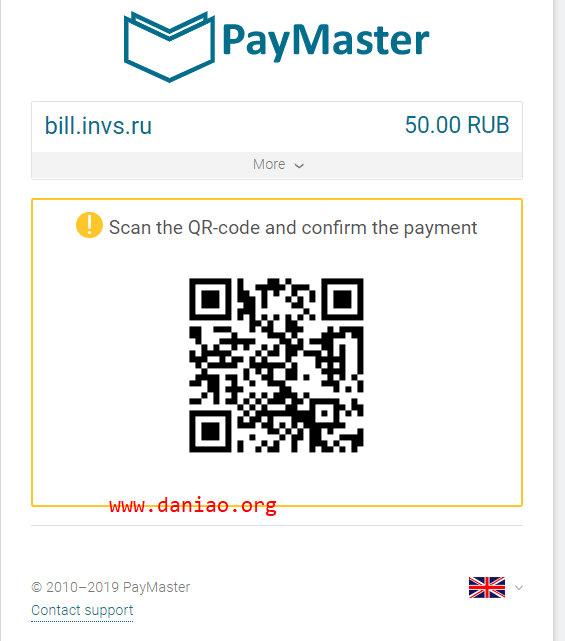 PayMaster
bill.invs.ru 50.00 RUB
More
! Scan the QR-code and confirm the payment
www.daniao.org
© 2010–2019 PayMaster
Contact support